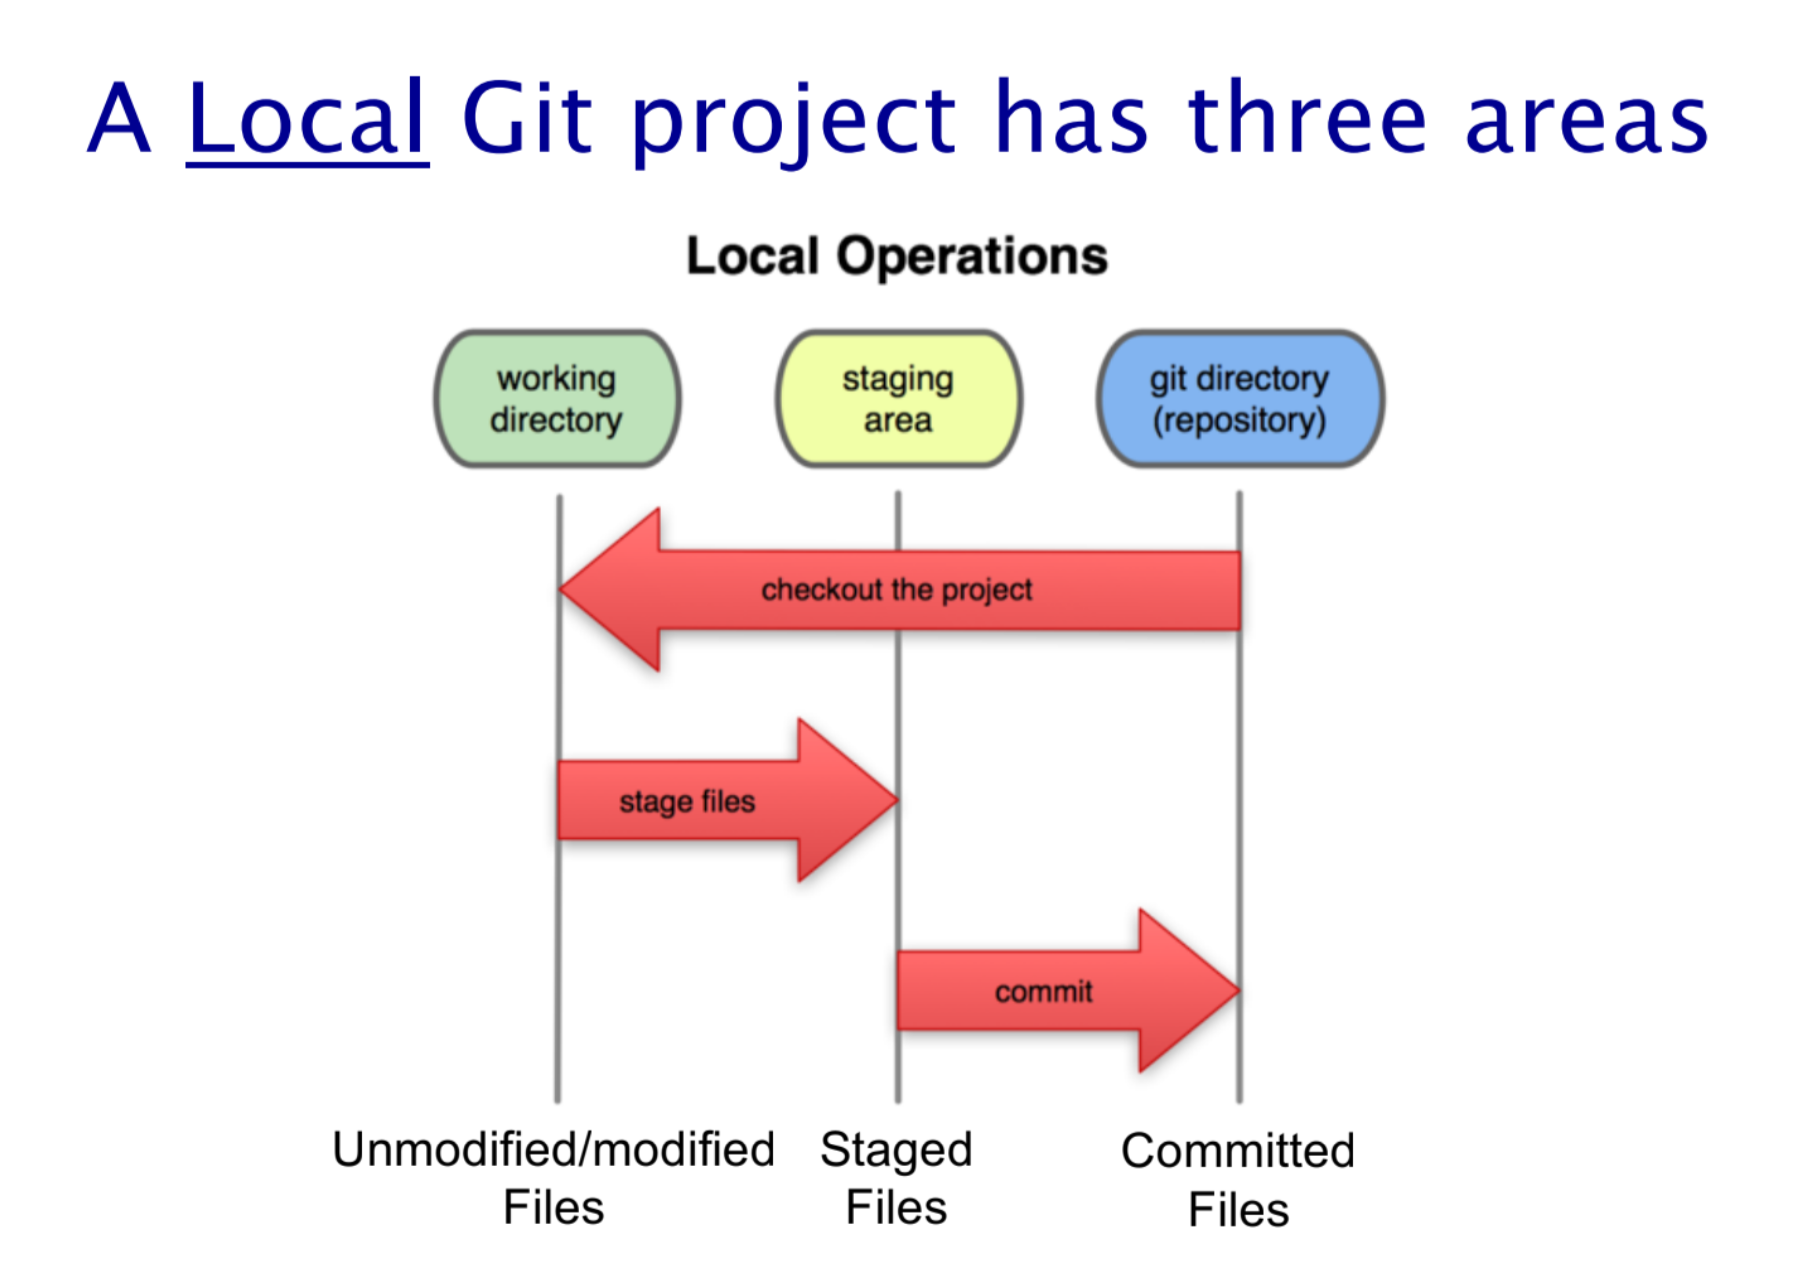 A Local Git project has three areas
Local Operations
working
directory
staging
area
git directory
(repository)
checkout the project
stage files
commit
Unmodified/modified
Files
Staged
Files
Committed
Files